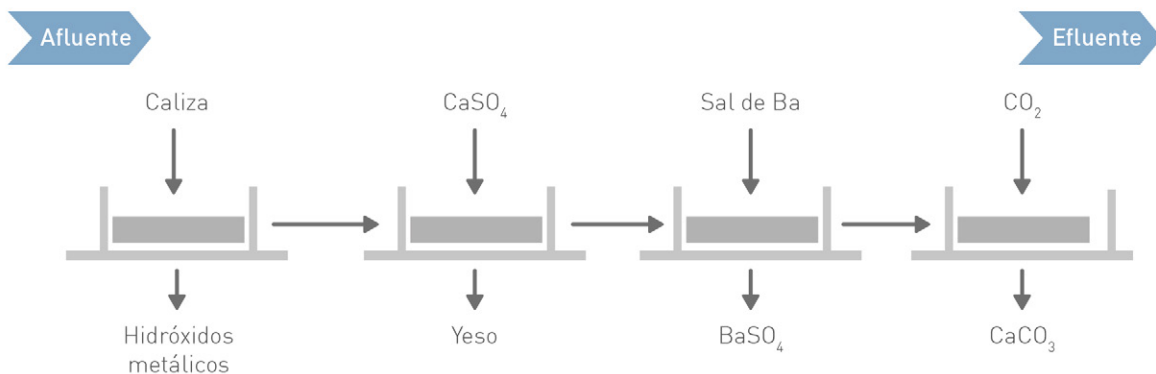 Afluente
Efluente
Caliza
CaSO₄
Sal de Ba
CO₂
Hidróxidos
metálicos
Yeso
BaSO₄
CaCO₃